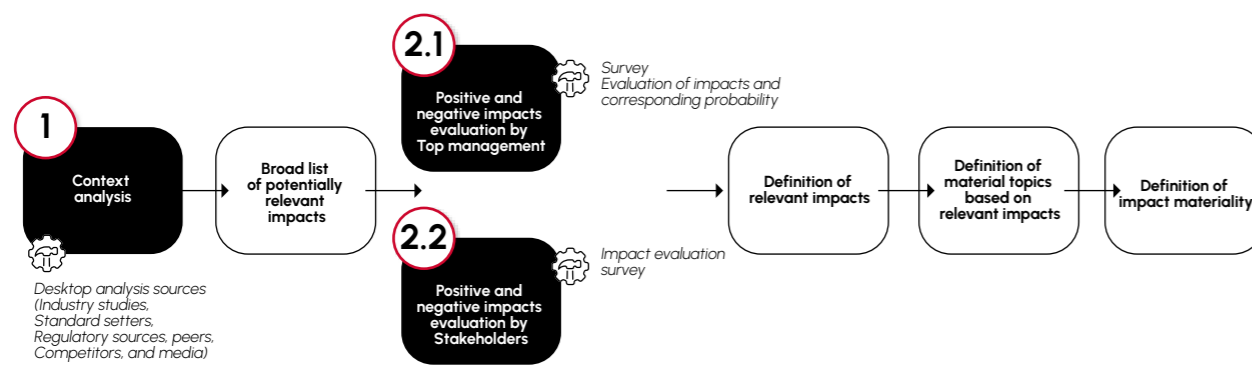 1
Context
analysis
Desktop analysis sources
(Industry studies,
Standard setters,
Regulatory sources, peers,
Competitors, and media)
Broad list
of potentially
relevant
impacts
2.1
Positive and
negative impacts
evaluation by
Top management
Survey
Evaluation of impacts and
corresponding probability
2.2
Positive and
negative impacts
evaluation by
Stakeholders
Impact evaluation
survey
Definition of
relevant impacts
Definition of
material topics
based on
relevant impacts
Definition of
impact materiality